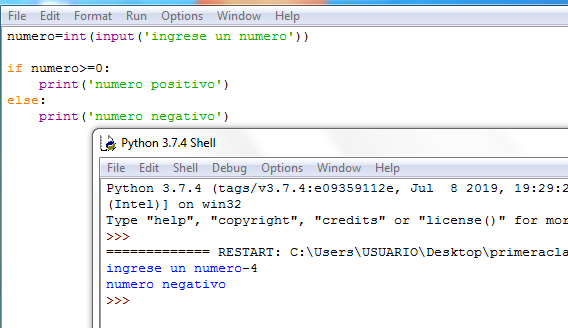 File Edit Format Run Options Window Help
numero=int(input('ingrese un numero'))
if numero>=0:
    print('numero positivo')
else:
    print('numero negativo')
Python 3.7.4 Shell
File Edit Shell Debug Options Window Help
Python 3.7.4 (tags/v3.7.4:e09359112e, Jul  8 2019, 19:29:2
(Intel)] on win32
Type "help", "copyright", "credits" or "license()" for mor
>>>
============= RESTART: C:\Users\USUARIO\Desktop\primeracla
ingrese un numero-4
numero negativo
>>>